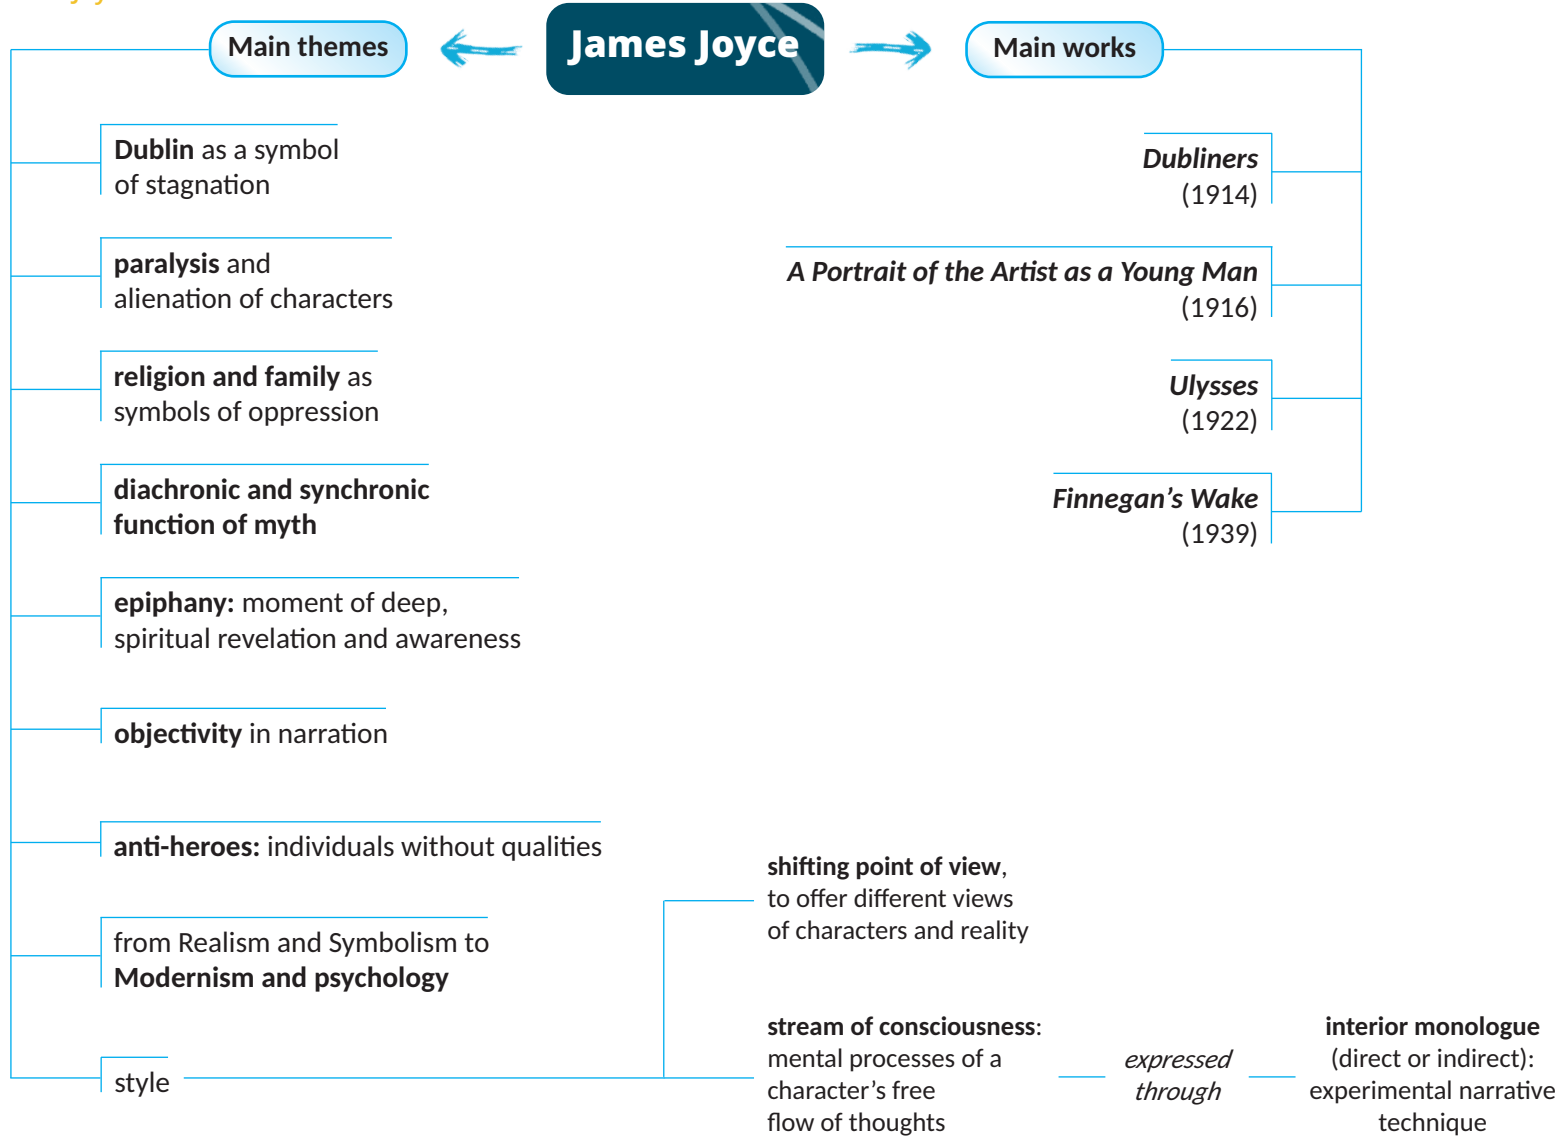 James Joyce
Main themes
Dublin as a symbol
of stagnation
paralysis and
alienation of characters
religion and family as
symbols of oppression
diachronic and synchronic
function of myth
epiphany: moment of deep,
spiritual revelation and awareness
objectivity in narration
anti-heroes: individuals without qualities
from Realism and Symbolism to
Modernism and psychology
style
shifting point of view,
to offer different views
of characters and reality
stream of consciousness:
mental processes of a
character’s free
flow of thoughts
expressed
through
interior monologue
(direct or indirect):
experimental narrative
technique
Main works
Dubliners
(1914)
A Portrait of the Artist as a Young Man
(1916)
Ulysses
(1922)
Finnegan’s Wake
(1939)